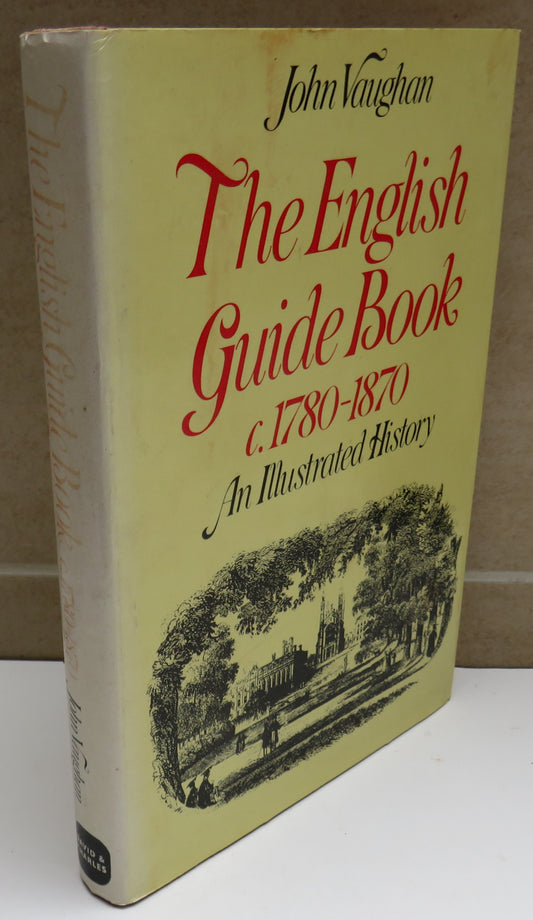 John Vaughan
The English
Guide Book
c.1780-1870
An Illustrated History
The English Guide Book c.1780-1870 John Vaughan
DAVID &
CHARLES